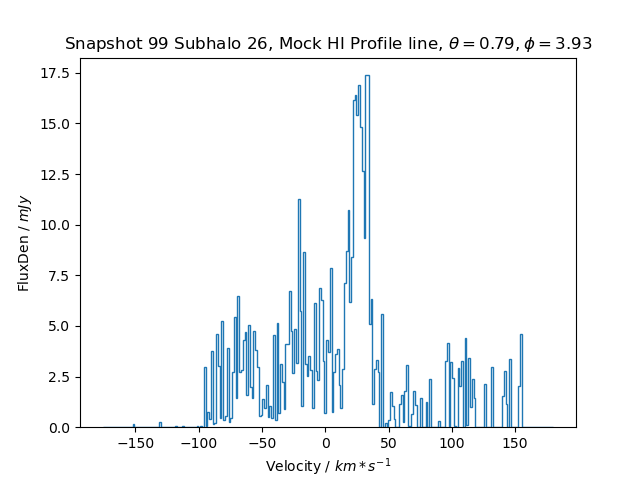 Snapshot 99 Subhalo 26, Mock HI Profile line, θ = 0.79, ϕ = 3.93
17.5
15.0
12.5
10.0
7.5
5.0
2.5
0.0
FluxDen / mJy
−150 −100 −50 0 50 100 150
Velocity / km * s⁻¹